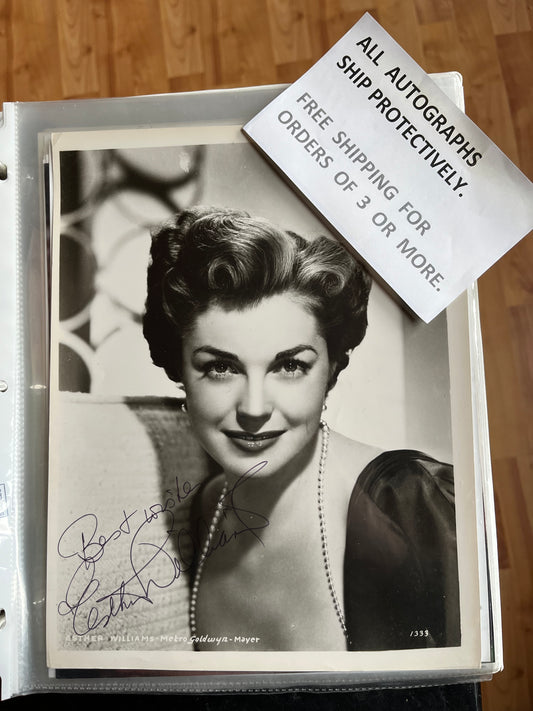 ALL AUTOGRAPHS
SHIP PROTECTIVELY.
FREE SHIPPING FOR
ORDERS OF 3 OR MORE.
Best wishes
Esther Williams
ESTHER WILLIAMS-Metro Goldwyn-Mayer
1333